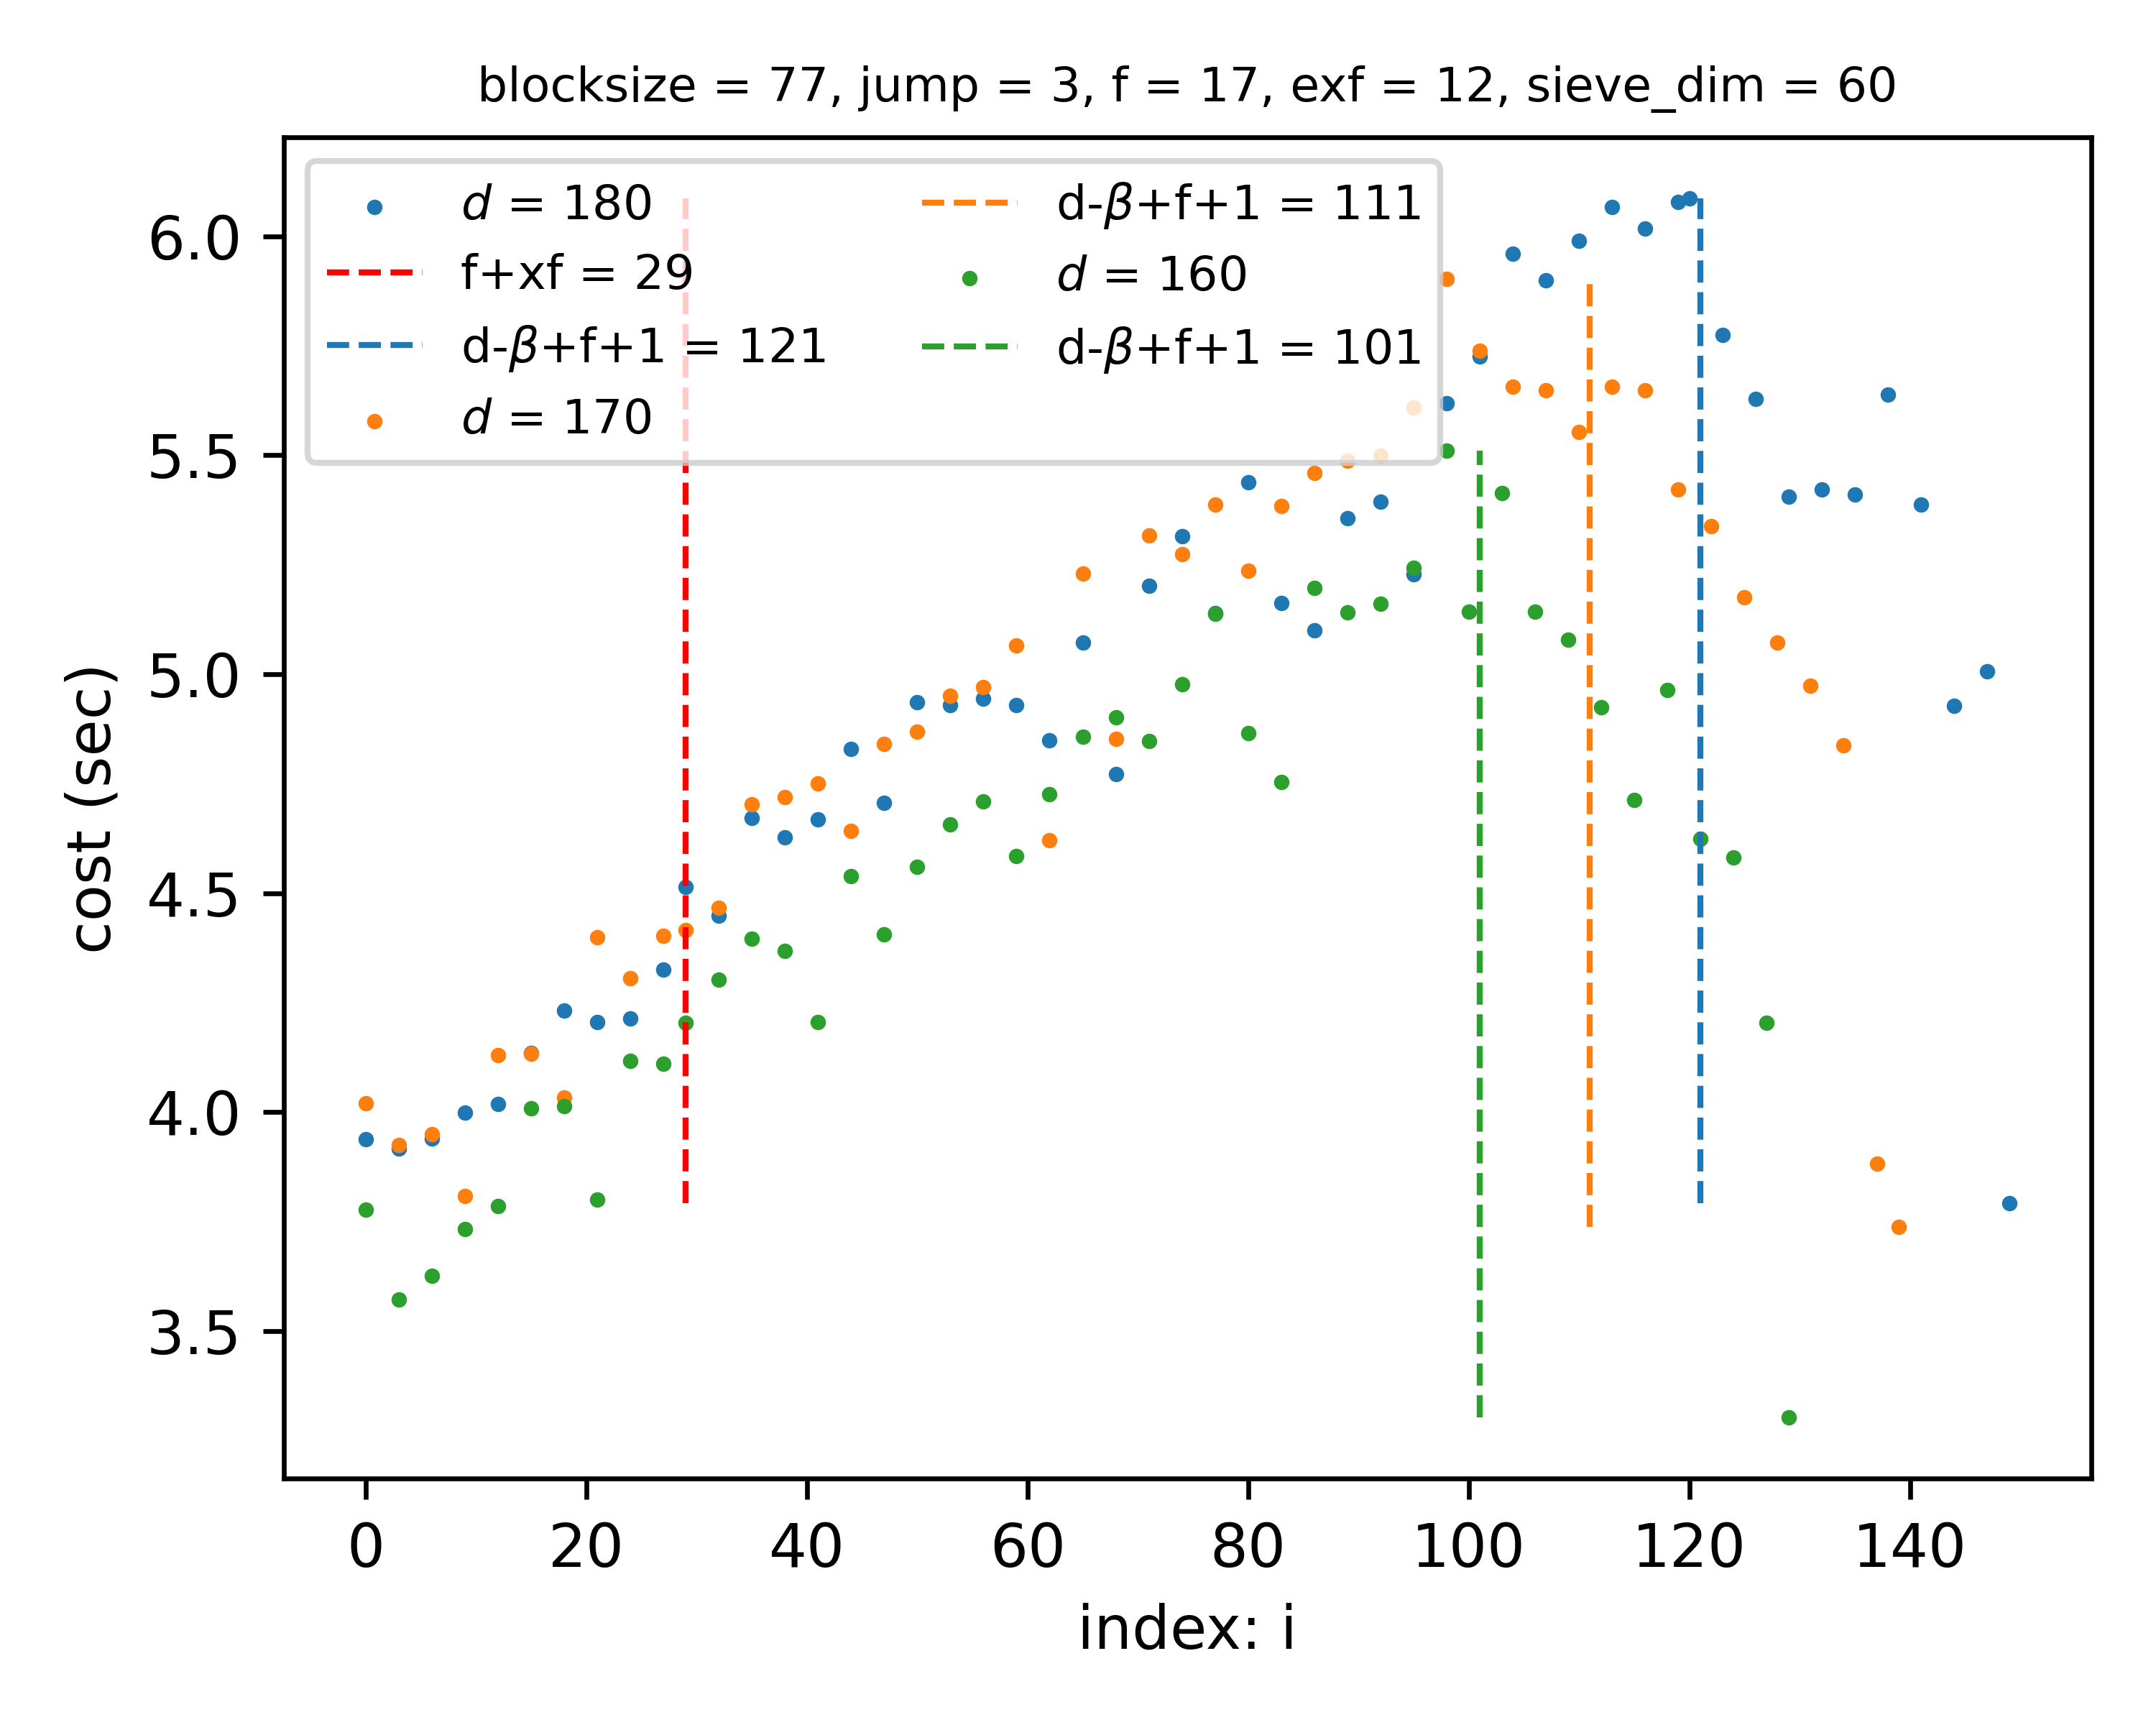 blocksize = 77, jump = 3, f = 17, exf = 12, sieve_dim = 60
d = 180
f+xf = 29
d-β+f+1 = 121
d = 170
d-β+f+1 = 111
d = 160
d-β+f+1 = 101
6.0
5.5
5.0
4.5
4.0
3.5
cost (sec)
0 20 40 60 80 100 120 140
index: i